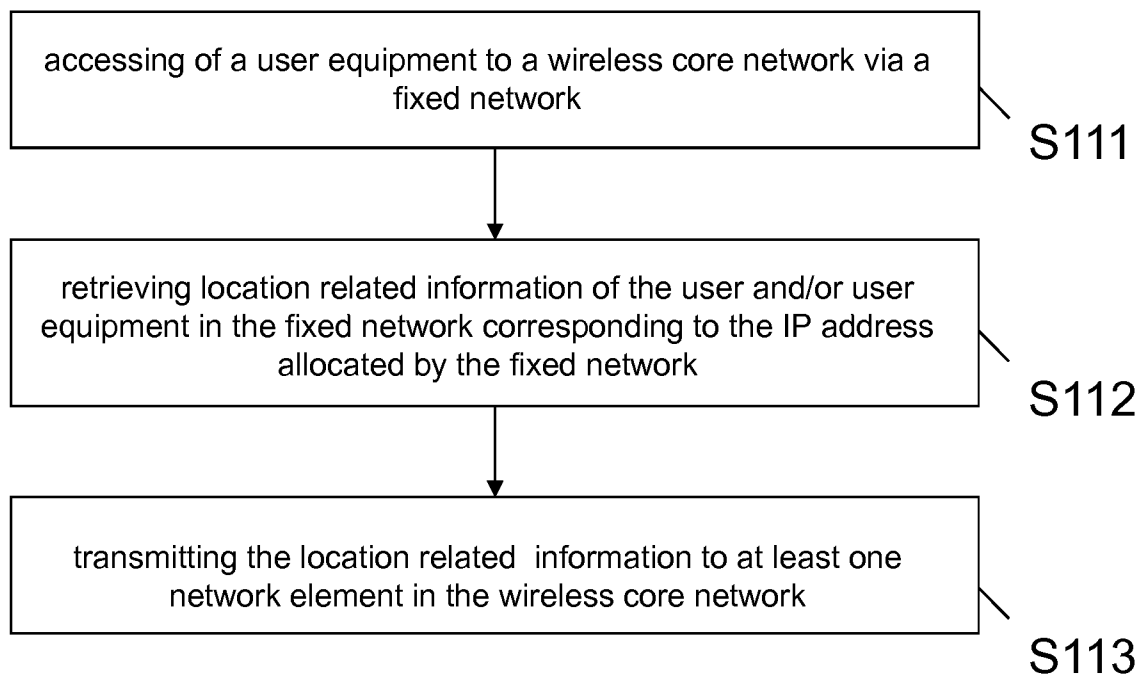 accessing of a user equipment to a wireless core network via a
fixed network
S111
retrieving location related information of the user and/or user
equipment in the fixed network corresponding to the IP address
allocated by the fixed network
S112
transmitting the location related information to at least one
network element in the wireless core network
S113